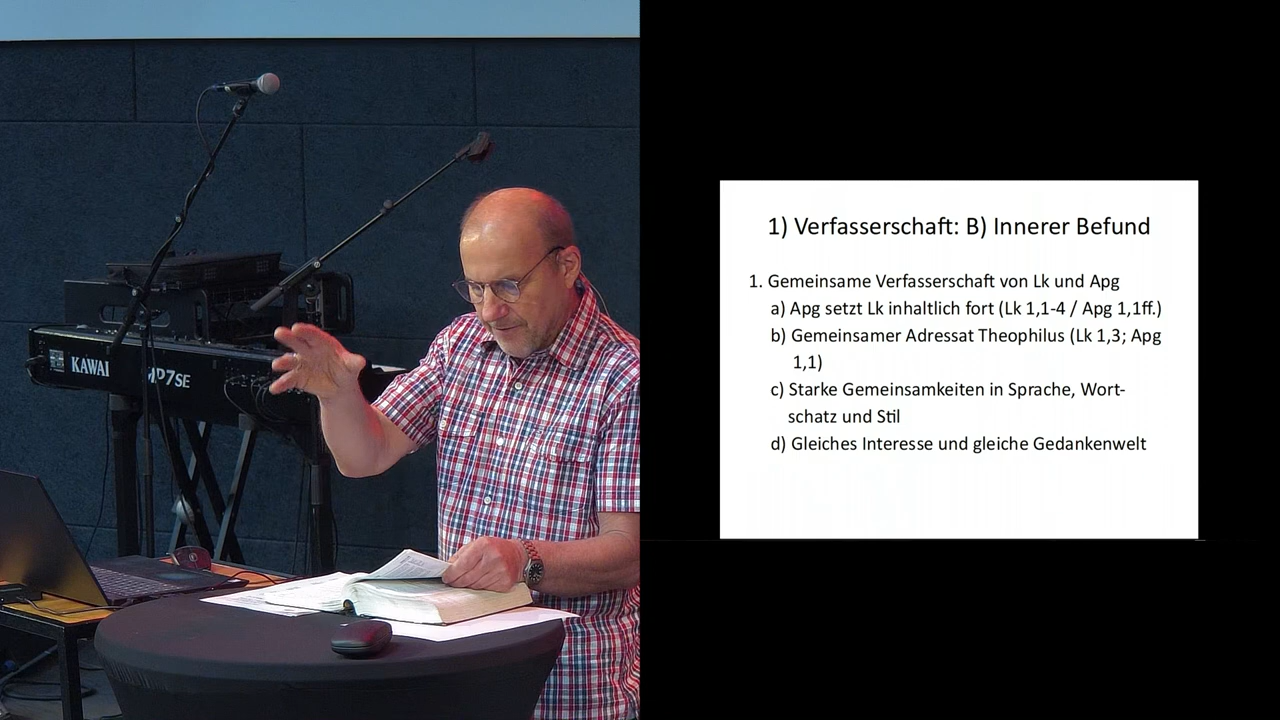 KAWAI MP7SE
1) Verfasserschaft: B) Innerer Befund
1. Gemeinsame Verfasserschaft von Lk und Apg
a) Apg setzt Lk inhaltlich fort (Lk 1,1-4 / Apg 1,1ff.)
b) Gemeinsamer Adressat Theophilus (Lk 1,3; Apg
1,1)
c) Starke Gemeinsamkeiten in Sprache, Wort-
schatz und Stil
d) Gleiches Interesse und gleiche Gedankenwelt